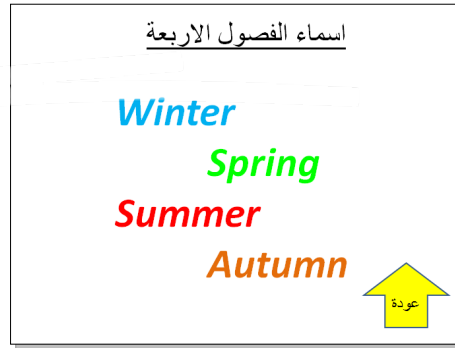 اسماء الفصول الاربعة
Winter
Spring
Summer
Autumn
عودة